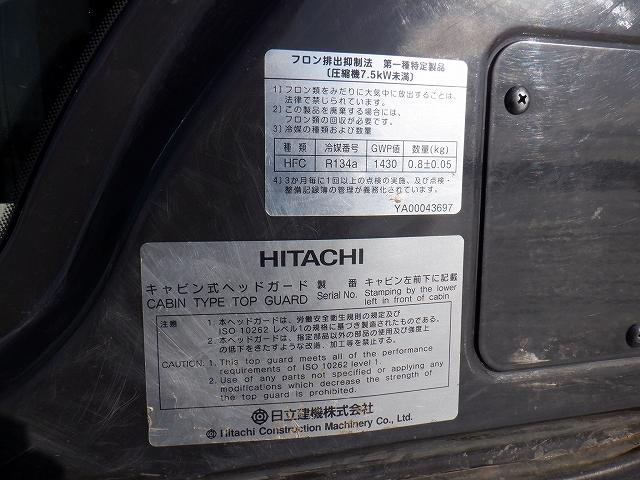 フロン排出抑制法 第一種特定製品
(圧縮機7.5kW未満)
1) フロン類をみだりに大気中に放出することは、
法律で禁じられています。
2) この製品を廃棄する場合には、
フロン類の回収が必要です。
3) 冷媒の種類および数量
種 類 冷媒番号 GWP値 数量(kg)
HFC R134a 1430 0.8±0.05
4) 3か月毎に1回以上の点検の実施、及び点検・
整備記録簿の管理が義務化されています。
YA00043697
HITACHI
キャビン式ヘッドガード 製 番 キャビン左前下に記載
CABIN TYPE TOP GUARD Serial No. Stamping by the lower
left in front of cabin
注意 1. 本ヘッドガードは、労働安全衛生規則の規定及び
ISO 10262 レベル1の規格に基づき製造されたものである。
2. 本ヘッドガードは、指定部品以外の部品の使用及び強度上
の低下をきたすような改造、加工等を禁止する。
CAUTION: 1. This top guard meets all of the performance
requirements of ISO 10262 level 1.
2. Use of any parts not specified or applying any
modifications which decrease the strength of
the top guard is prohibited.
日立建機株式会社
Hitachi Construction Machinery Co., Ltd.